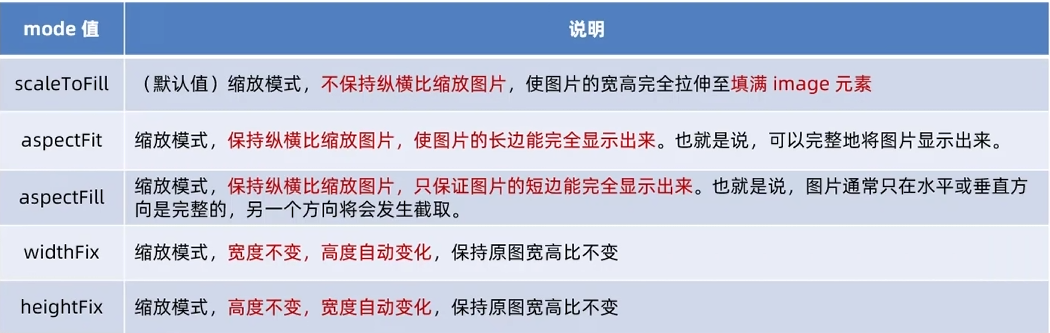 mode 值 说明
scaleToFill （默认值）缩放模式，不保持纵横比缩放图片，使图片的宽高完全拉伸至填满 image 元素
aspectFit 缩放模式，保持纵横比缩放图片，使图片的长边能完全显示出来。也就是说，可以完整地将图片显示出来。
aspectFill 缩放模式，保持纵横比缩放图片，只保证图片的短边能完全显示出来。也就是说，图片通常只在水平或垂直方
向是完整的，另一个方向将会发生截取。
widthFix 缩放模式，宽度不变，高度自动变化，保持原图宽高比不变
heightFix 缩放模式，高度不变，宽度自动变化，保持原图宽高比不变